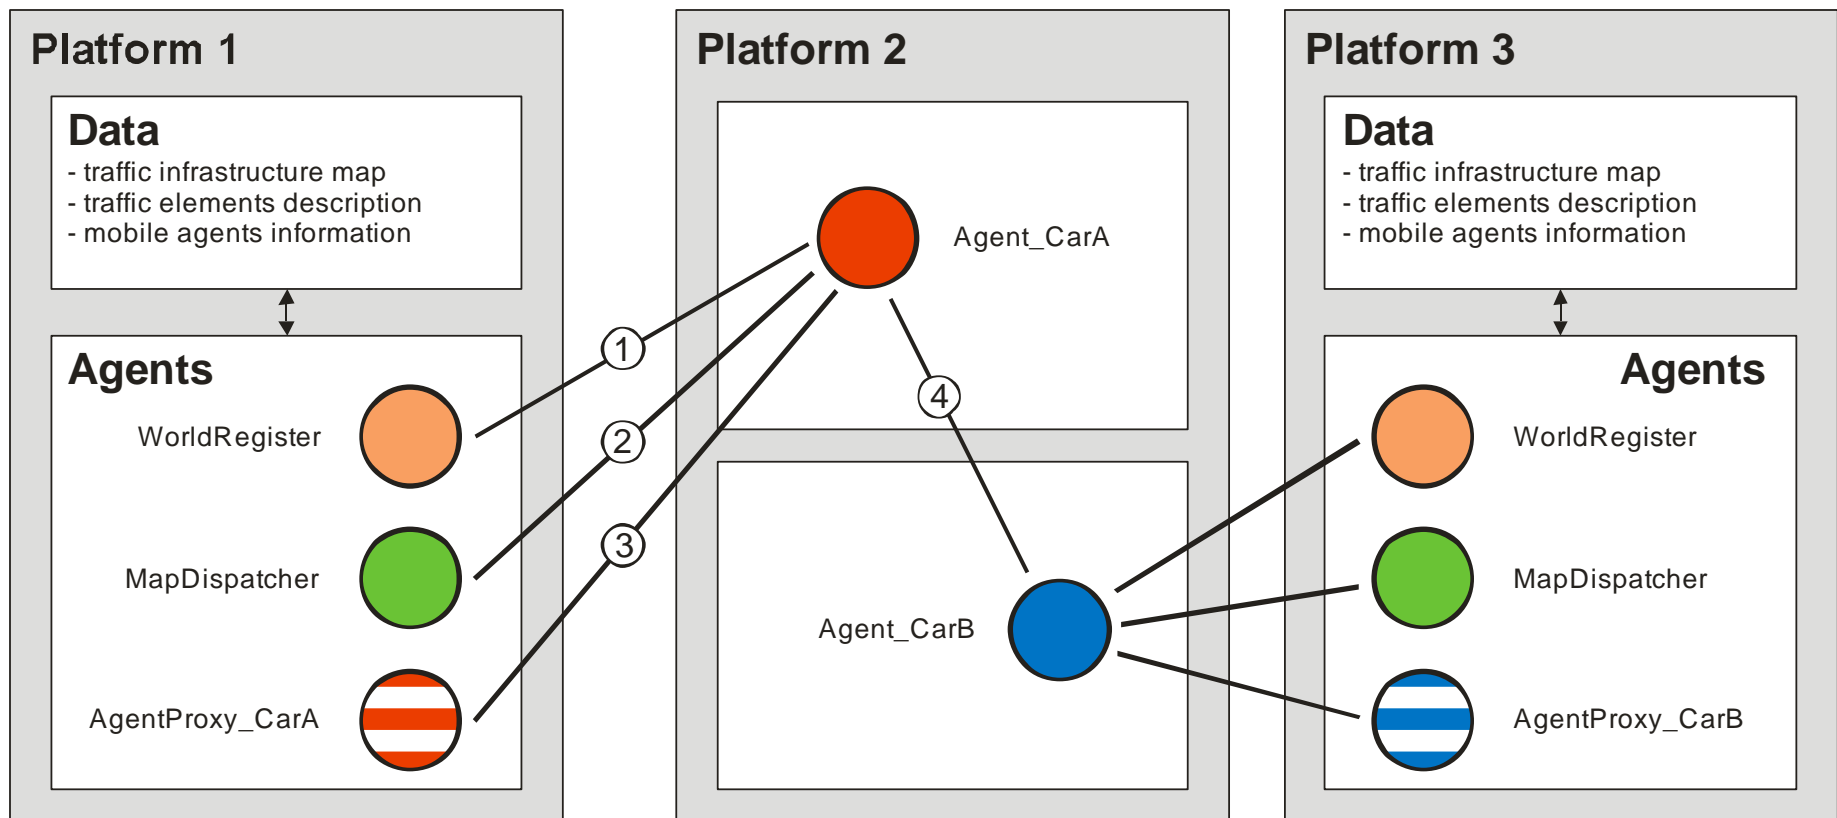 Platform 1
Data
- traffic infrastructure map
- traffic elements description
- mobile agents information
Agents
WorldRegister
MapDispatcher
AgentProxy_CarA
1
2
3
Platform 2
Agent_CarA
4
Agent_CarB
Platform 3
Data
- traffic infrastructure map
- traffic elements description
- mobile agents information
Agents
WorldRegister
MapDispatcher
AgentProxy_CarB